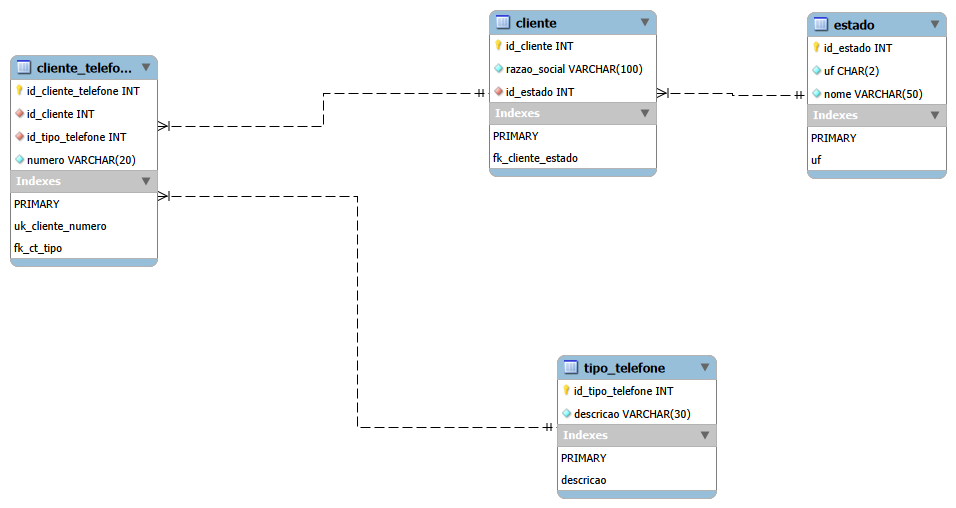 cliente_telefo...
id_cliente_telefone INT
id_cliente INT
id_tipo_telefone INT
numero VARCHAR(20)
Indexes
PRIMARY
uk_cliente_numero
fk_ct_tipo
cliente
id_cliente INT
razao_social VARCHAR(100)
id_estado INT
Indexes
PRIMARY
fk_cliente_estado
estado
id_estado INT
uf CHAR(2)
nome VARCHAR(50)
Indexes
PRIMARY
uf
tipo_telefone
id_tipo_telefone INT
descricao VARCHAR(30)
Indexes
PRIMARY
descricao